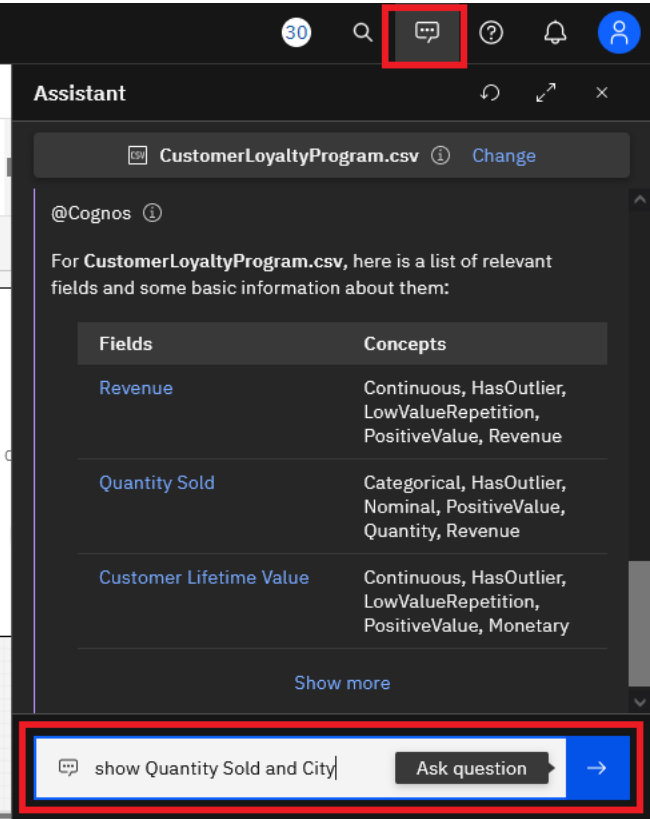 30
Assistant
CSV CustomerLoyaltyProgram.csv Change
@Cognos
For CustomerLoyaltyProgram.csv, here is a list of relevant
fields and some basic information about them:
Fields Concepts
Revenue Continuous, HasOutlier,
LowValueRepetition,
PositiveValue, Revenue
Quantity Sold Categorical, HasOutlier,
Nominal, PositiveValue,
Quantity, Revenue
Customer Lifetime Value Continuous, HasOutlier,
LowValueRepetition,
PositiveValue, Monetary
Show more
show Quantity Sold and City Ask question